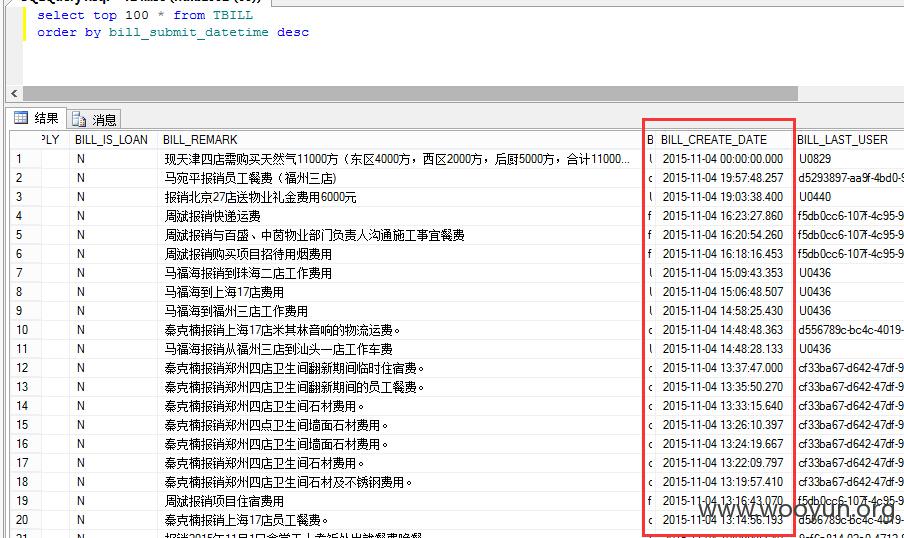 select top 100 * from TBILL
order by bill_submit_datetime desc
结果 消息
PLY BILL_IS_LOAN BILL_REMARK B BILL_CREATE_DATE BILL_LAST_USER
1 N 现天津四店需购买天然气11000方（东区4000方，西区2000方，后厨5000方，合计11000... U 2015-11-04 00:00:00.000 U0829
2 N 马宛平报销员工餐费（福州三店) c 2015-11-04 19:57:48.257 d5293897-aa9f-4bd0-9
3 N 报销北京27店送物业礼金费用6000元 U 2015-11-04 19:03:38.400 U0440
4 N 周斌报销快递运费 f 2015-11-04 16:23:27.860 f5db0cc6-107f-4c95-9
5 N 周斌报销与百盛、中茵物业部门负责人沟通施工事宜餐费 f 2015-11-04 16:20:54.260 f5db0cc6-107f-4c95-9
6 N 周斌报销购买项目招待用烟费用 f 2015-11-04 16:18:16.453 f5db0cc6-107f-4c95-9
7 N 马福海报销到珠海二店工作费用 U 2015-11-04 15:09:43.353 U0436
8 N 马福海到上海17店费用 U 2015-11-04 15:06:48.507 U0436
9 N 马福海到福州三店工作费用 U 2015-11-04 14:58:25.430 U0436
10 N 秦克楠报销上海17店米其林音响的物流运费。 c 2015-11-04 14:48:48.363 d556789c-bc4c-4019-
11 N 马福海报销从福州三店到汕头一店工作车费 U 2015-11-04 14:48:28.133 U0436
12 N 秦克楠报销郑州四店卫生间翻新期间临时住宿费。 c 2015-11-04 13:37:47.000 cf33ba67-d642-47df-9
13 N 秦克楠报销郑州四店卫生间翻新期间的员工餐费。 c 2015-11-04 13:35:50.270 cf33ba67-d642-47df-9
14 N 秦克楠报销郑州四店卫生间石材费用。 c 2015-11-04 13:33:15.640 cf33ba67-d642-47df-9
15 N 秦克楠报销郑州四点卫生间墙面石材费用。 c 2015-11-04 13:26:10.397 cf33ba67-d642-47df-9
16 N 秦克楠报销郑州四店卫生间墙面石材费用。 c 2015-11-04 13:24:19.667 cf33ba67-d642-47df-9
17 N 秦克楠报销郑州四店卫生间石材费用。 c 2015-11-04 13:22:09.797 cf33ba67-d642-47df-9
18 N 秦克楠报销郑州四店卫生间石材及不锈钢费用。 c 2015-11-04 13:19:57.410 cf33ba67-d642-47df-9
19 N 周斌报销项目住宿费用 f 2015-11-04 13:16:43.070 f5db0cc6-107f-4c95-9
20 N 秦克楠报销上海17店员工餐费。 c 2015-11-04 13:14:56.193 d556789c-bc4c-4019-
www.wooyun.org